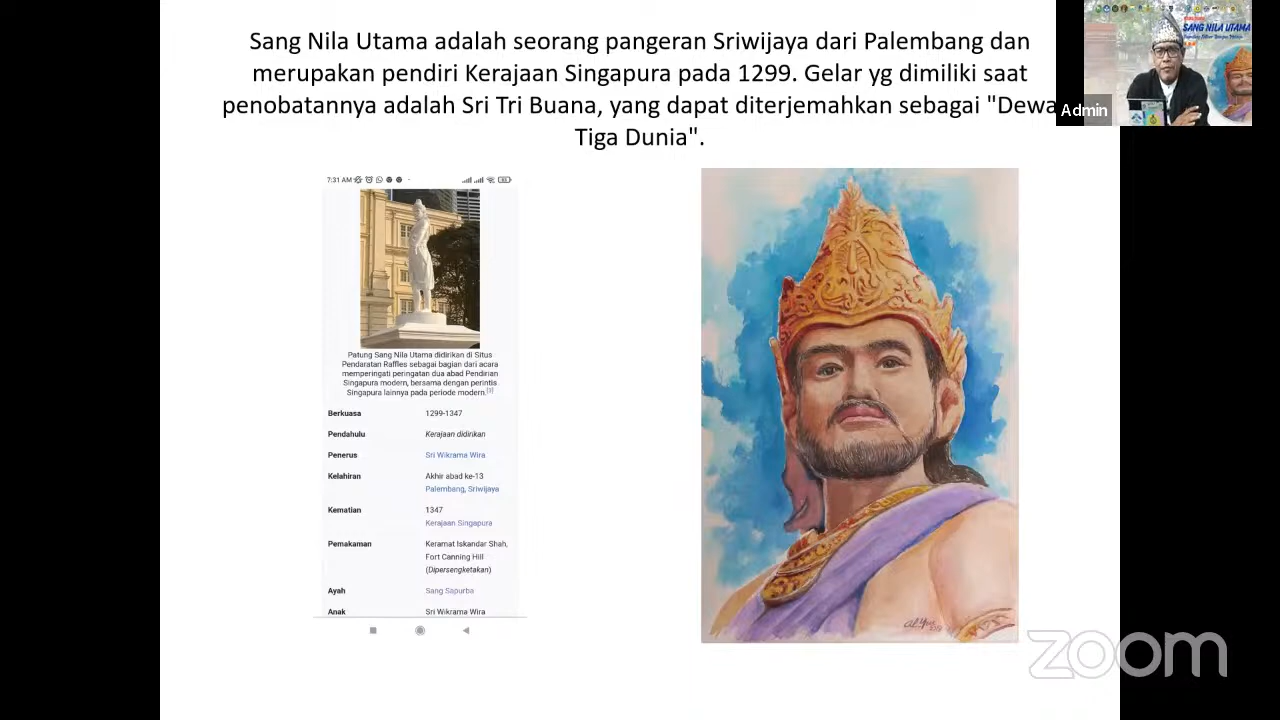 Sang Nila Utama adalah seorang pangeran Sriwijaya dari Palembang dan
merupakan pendiri Kerajaan Singapura pada 1299. Gelar yg dimiliki saat
penobatannya adalah Sri Tri Buana, yang dapat diterjemahkan sebagai "Dewa
Tiga Dunia".
SANG NILA UTAMA
Admin
7:31 AM
Patung Sang Nila Utama didirikan di Situs
Pendaratan Raffles sebagai bagian dari acara
memperingati peringatan dua abad Pendirian
Singapura modern, bersama dengan perintis
Singapura lainnya pada periode modern.[3]
Berkuasa 1299-1347
Pendahulu Kerajaan didirikan
Penerus Sri Wikrama Wira
Kelahiran Akhir abad ke-13
Palembang, Sriwijaya
Kematian 1347
Kerajaan Singapura
Pemakaman Keramat Iskandar Shah,
Fort Canning Hill
(Dipersengketakan)
Ayah Sang Sapurba
Anak Sri Wikrama Wira
zoom